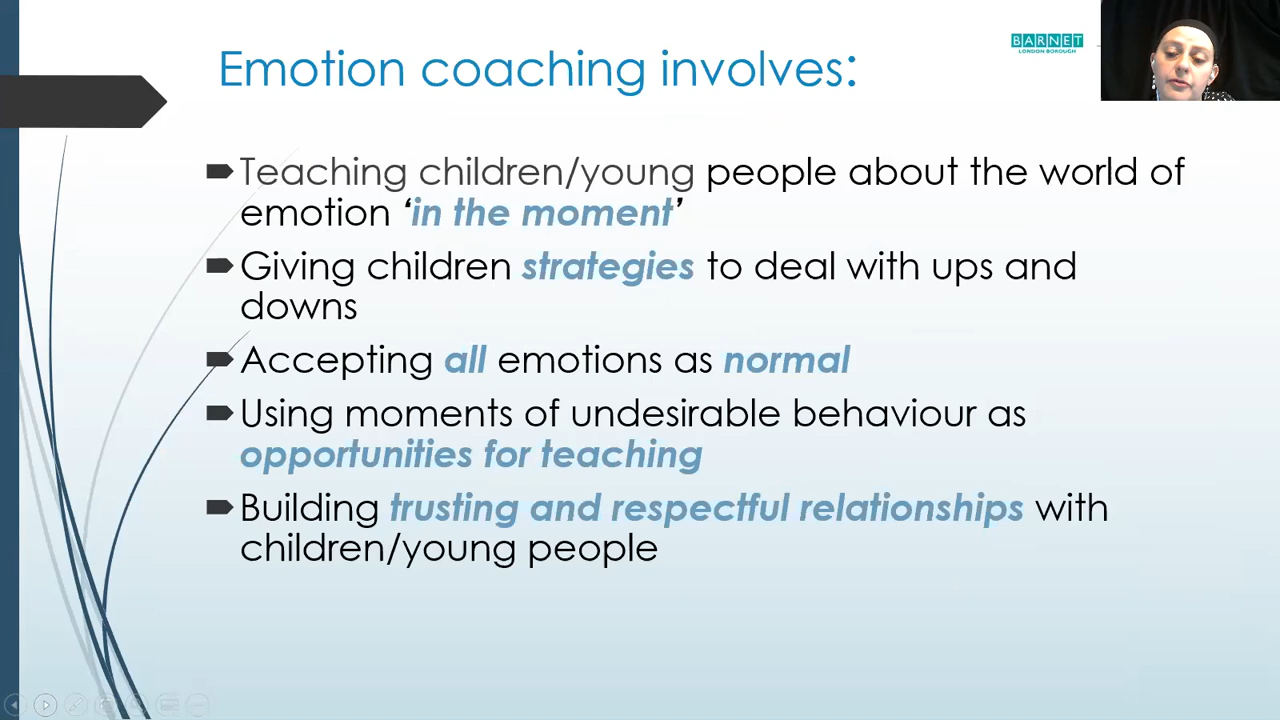 Emotion coaching involves:
BARNET
LONDON BOROUGH
Teaching children/young people about the world of
emotion ‘in the moment’
Giving children strategies to deal with ups and
downs
Accepting all emotions as normal
Using moments of undesirable behaviour as
opportunities for teaching
Building trusting and respectful relationships with
children/young people